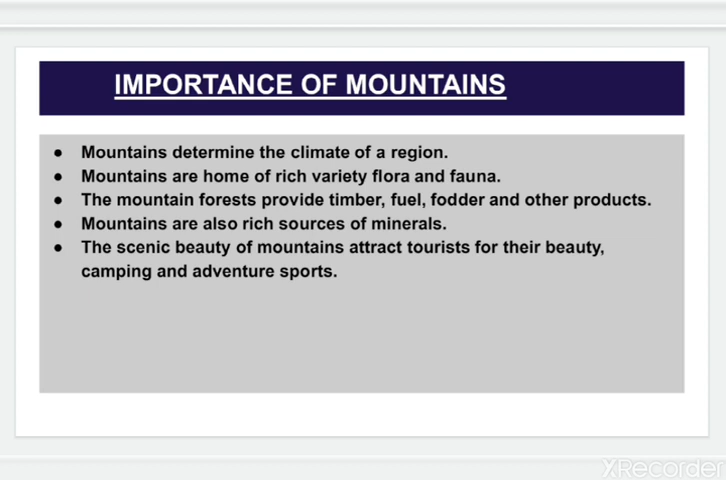 IMPORTANCE OF MOUNTAINS
● Mountains determine the climate of a region.
● Mountains are home of rich variety flora and fauna.
● The mountain forests provide timber, fuel, fodder and other products.
● Mountains are also rich sources of minerals.
● The scenic beauty of mountains attract tourists for their beauty,
camping and adventure sports.
XRecorder